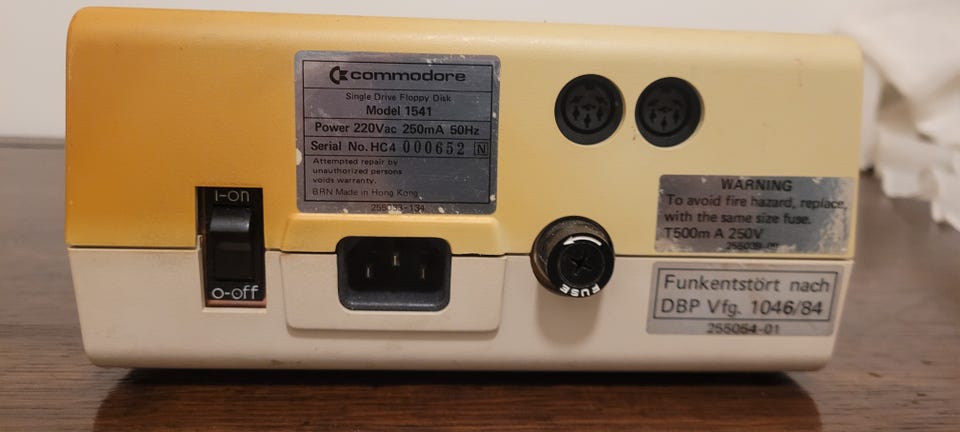 commodore
Single Drive Floppy Disk
Model 1541
Power 220Vac 250mA 50Hz
Serial No. HC4 000652 N
Attempted repair by
unauthorized persons
voids warranty.
BRN Made in Hong Kong
255033-134
I-on
o-off
FUSE
WARNING
To avoid fire hazard, replace
with the same size fuse.
T500m A 250V
Funkentstört nach
DBP Vfg. 1046/84
255054-01